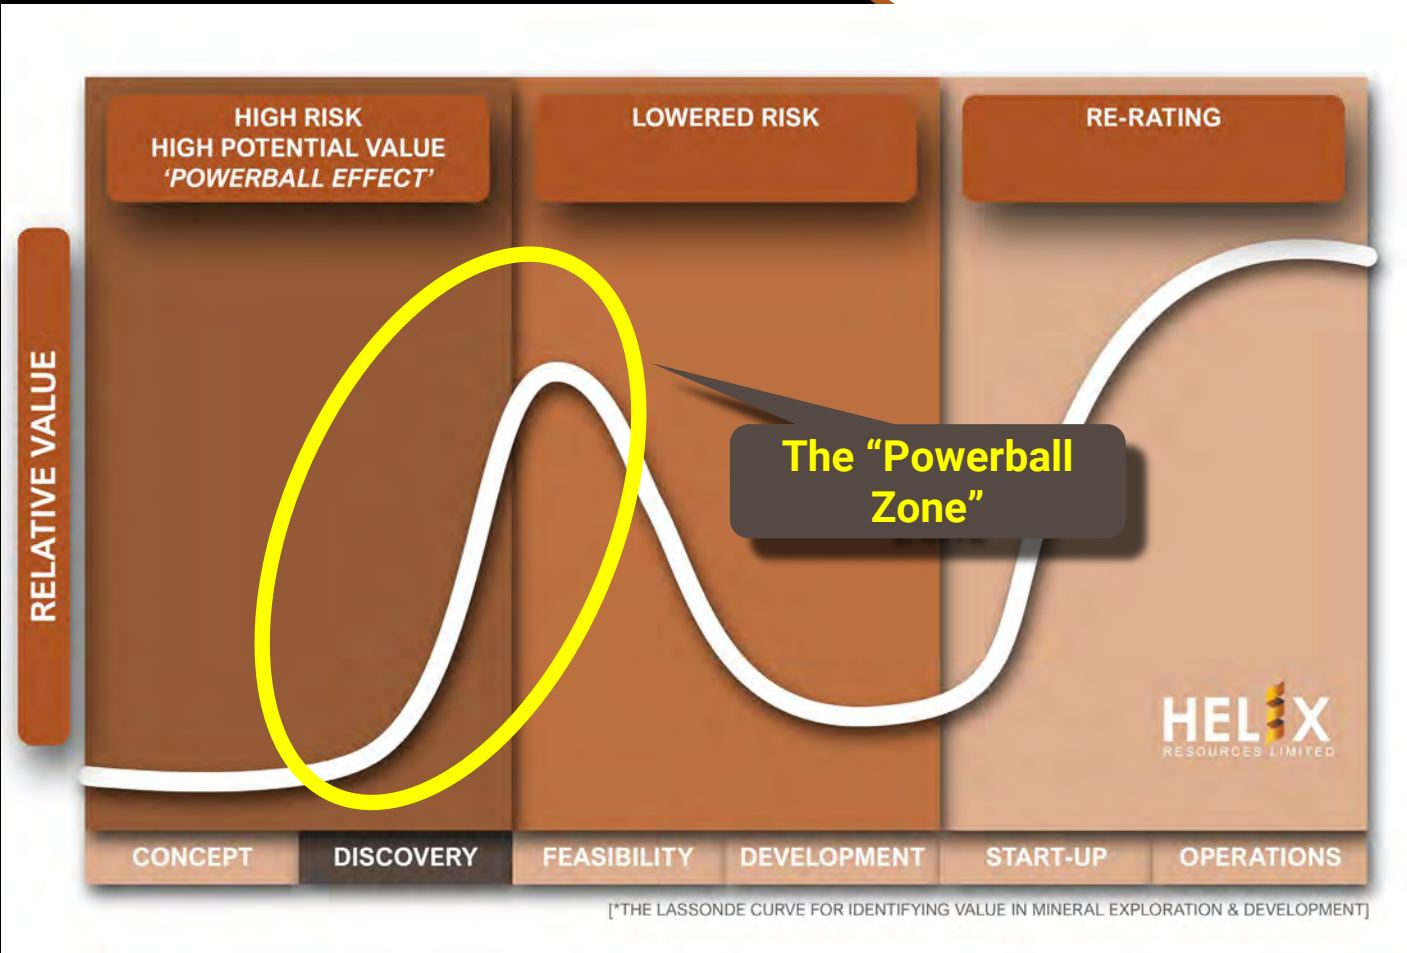 HIGH RISK
HIGH POTENTIAL VALUE
‘POWERBALL EFFECT’
LOWERED RISK
RE-RATING
RELATIVE VALUE
The “Powerball
Zone”
HELIX
RESOURCES LIMITED
CONCEPT
DISCOVERY
FEASIBILITY
DEVELOPMENT
START-UP
OPERATIONS
[*THE LASSONDE CURVE FOR IDENTIFYING VALUE IN MINERAL EXPLORATION & DEVELOPMENT]